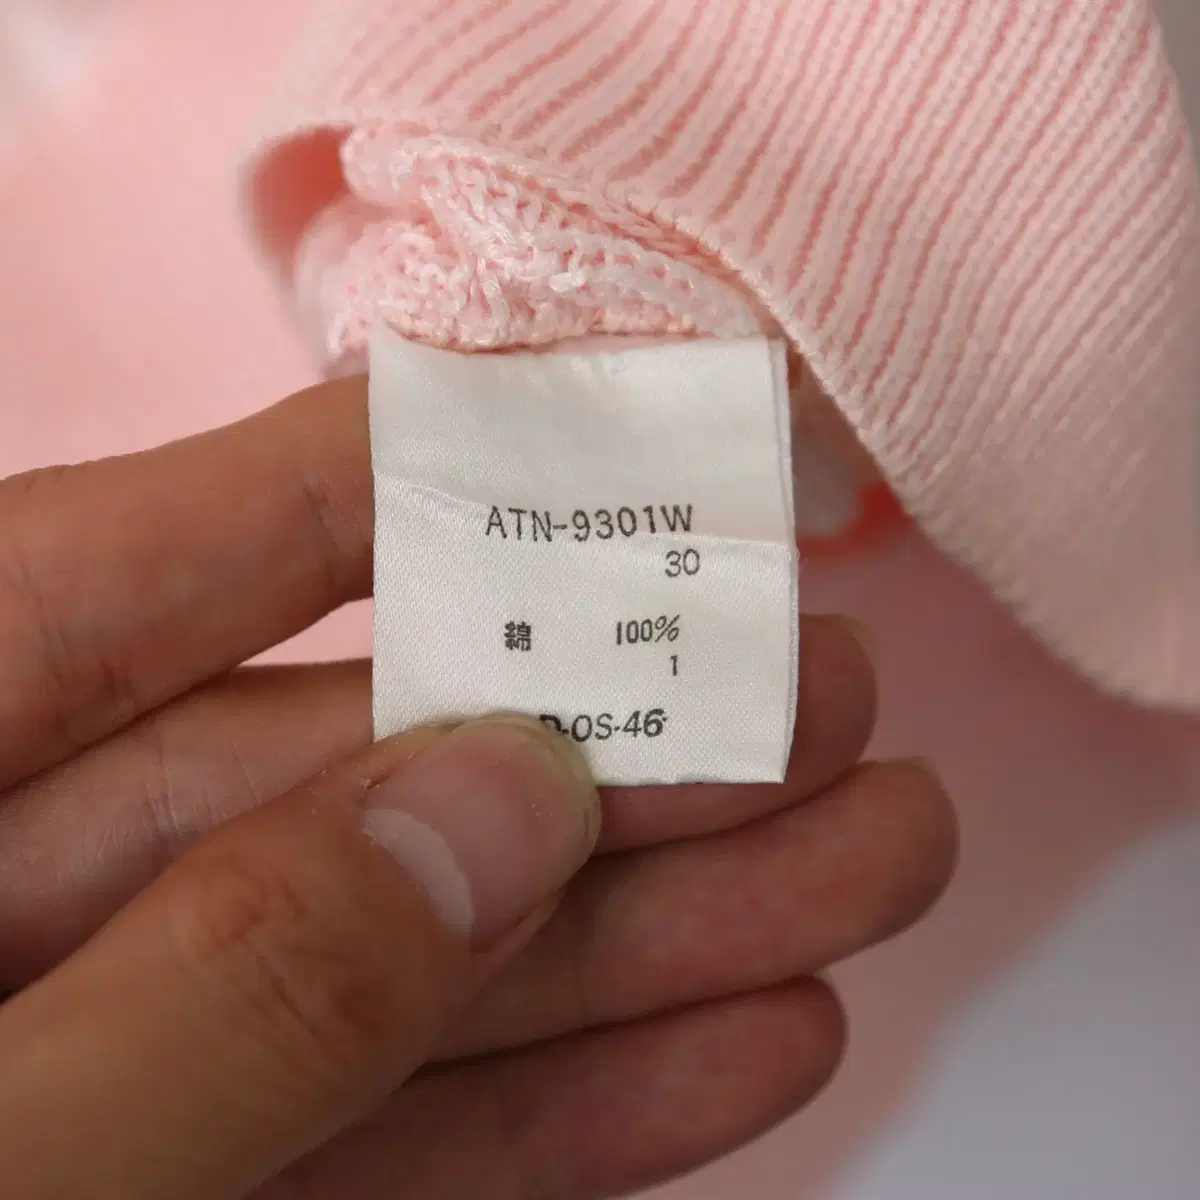 ATN-9301W
30
綿 100%
1
D-OS-46